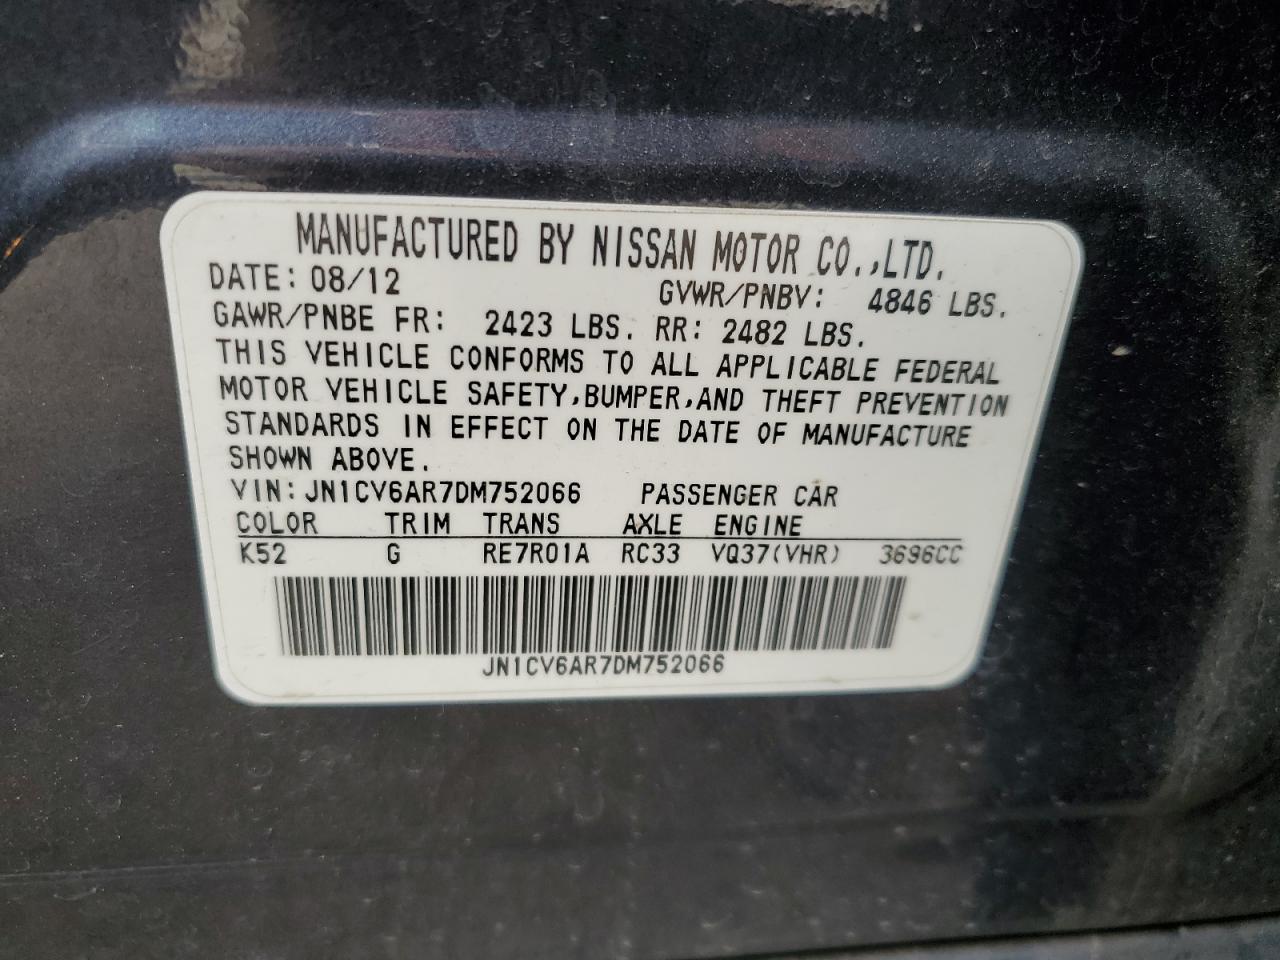 MANUFACTURED BY NISSAN MOTOR CO.,LTD.
DATE: 08/12 GVWR/PNBV: 4846 LBS.
GAWR/PNBE FR: 2423 LBS. RR: 2482 LBS.
THIS VEHICLE CONFORMS TO ALL APPLICABLE FEDERAL
MOTOR VEHICLE SAFETY,BUMPER,AND THEFT PREVENTION
STANDARDS IN EFFECT ON THE DATE OF MANUFACTURE
SHOWN ABOVE.
VIN: JN1CV6AR7DM752066 PASSENGER CAR
COLOR TRIM TRANS AXLE ENGINE
K52 G RE7R01A RC33 VQ37(VHR) 3696CC
JN1CV6AR7DM752066